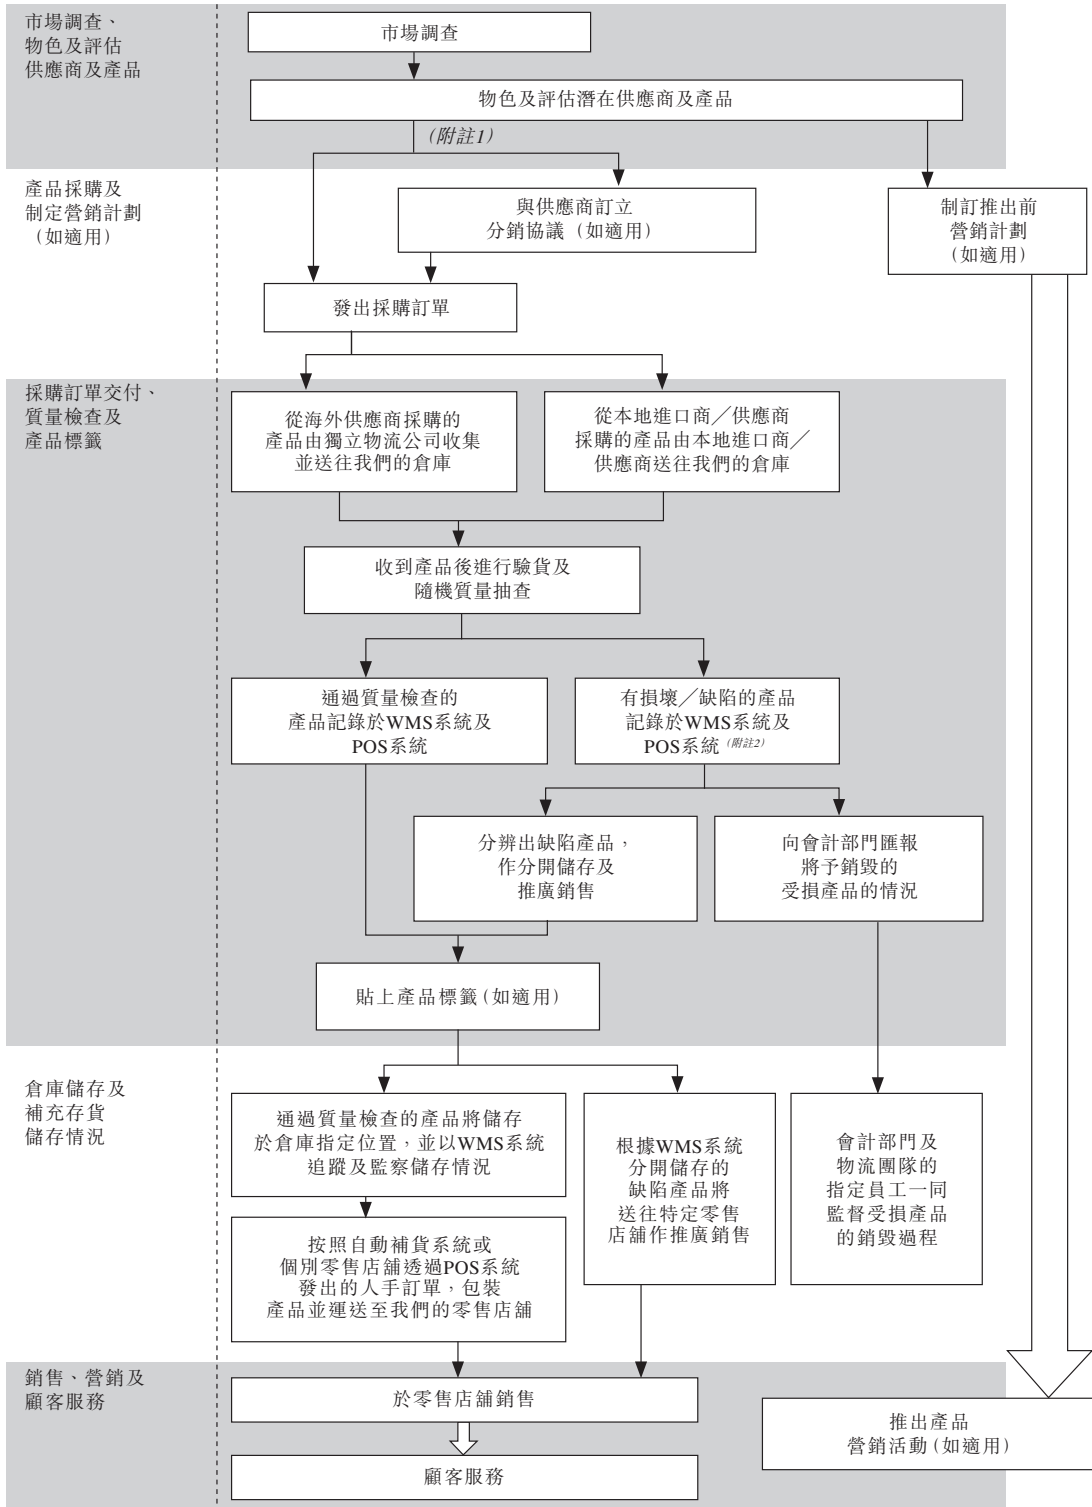 市場調查、
物色及評估
供應商及產品
市場調查
物色及評估潛在供應商及產品
(附註1)
產品採購及
制定營銷計劃
(如適用)
與供應商訂立
分銷協議(如適用)
制訂推出前
營銷計劃
(如適用)
發出採購訂單
採購訂單交付、
質量檢查及
產品標籤
從海外供應商採購的
產品由獨立物流公司收集
並送往我們的倉庫
從本地進口商╱供應商
採購的產品由本地進口商╱
供應商送往我們的倉庫
收到產品後進行驗貨及
隨機質量抽查
通過質量檢查的
產品記錄於WMS系統及
POS系統
有損壞╱缺陷的產品
記錄於WMS系統及
POS系統(附註2)
分辨出缺陷產品,
作分開儲存及
推廣銷售
向會計部門匯報
將予銷毀的
受損產品的情況
貼上產品標籤(如適用)
倉庫儲存及
補充存貨
儲存情況
通過質量檢查的產品將儲存
於倉庫指定位置,並以WMS系統
追蹤及監察儲存情況
根據WMS系統
分開儲存的
缺陷產品將
送往特定零售
店舖作推廣銷售
會計部門及
物流團隊的
指定員工一同
監督受損產品
的銷毀過程
按照自動補貨系統或
個別零售店舖透過POS系統
發出的人手訂單,包裝
產品並運送至我們的零售店舖
銷售、營銷及
顧客服務
於零售店舖銷售
推出產品
營銷活動(如適用)
顧客服務